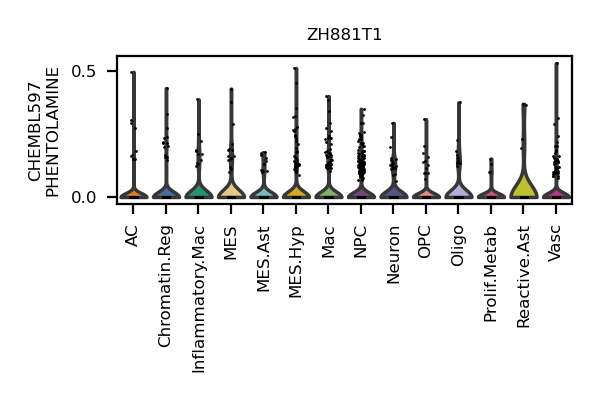 ZH881T1
CHEMBL597
PHENTOLAMINE
0.5
0.0
AC
Chromatin.Reg
Inflammatory.Mac
MES
MES.Ast
MES.Hyp
Mac
NPC
Neuron
OPC
Oligo
Prolif.Metab
Reactive.Ast
Vasc